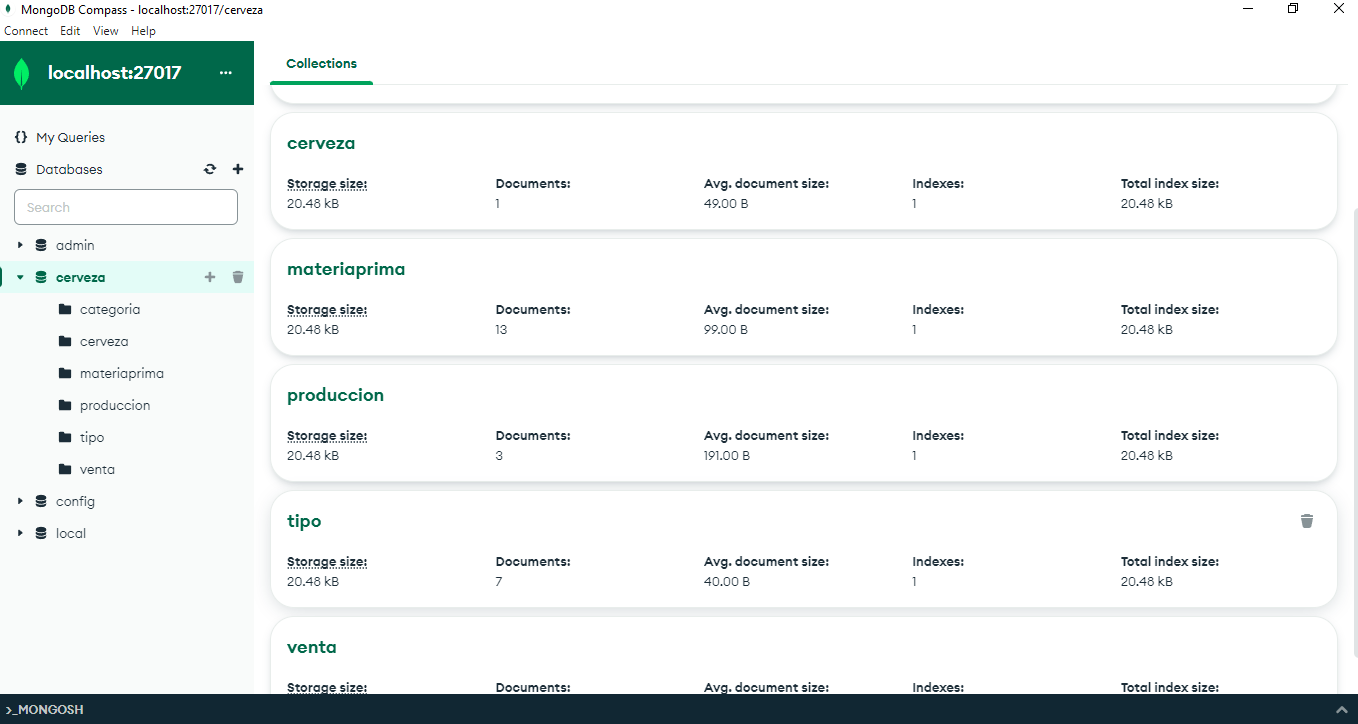 MongoDB Compass - localhost:27017/cerveza
Connect Edit View Help
localhost:27017 ...
Collections
{} My Queries
Databases
Search
admin
cerveza
categoria
cerveza
materiaprima
produccion
tipo
venta
config
local
cerveza
Storage size: Documents: Avg. document size: Indexes: Total index size:
20.48 kB 1 49.00 B 1 20.48 kB
materiaprima
Storage size: Documents: Avg. document size: Indexes: Total index size:
20.48 kB 13 99.00 B 1 20.48 kB
produccion
Storage size: Documents: Avg. document size: Indexes: Total index size:
20.48 kB 3 191.00 B 1 20.48 kB
tipo
Storage size: Documents: Avg. document size: Indexes: Total index size:
20.48 kB 7 40.00 B 1 20.48 kB
venta
Storage size: Documents: Avg. document size: Indexes: Total index size:
>_MONGOSH